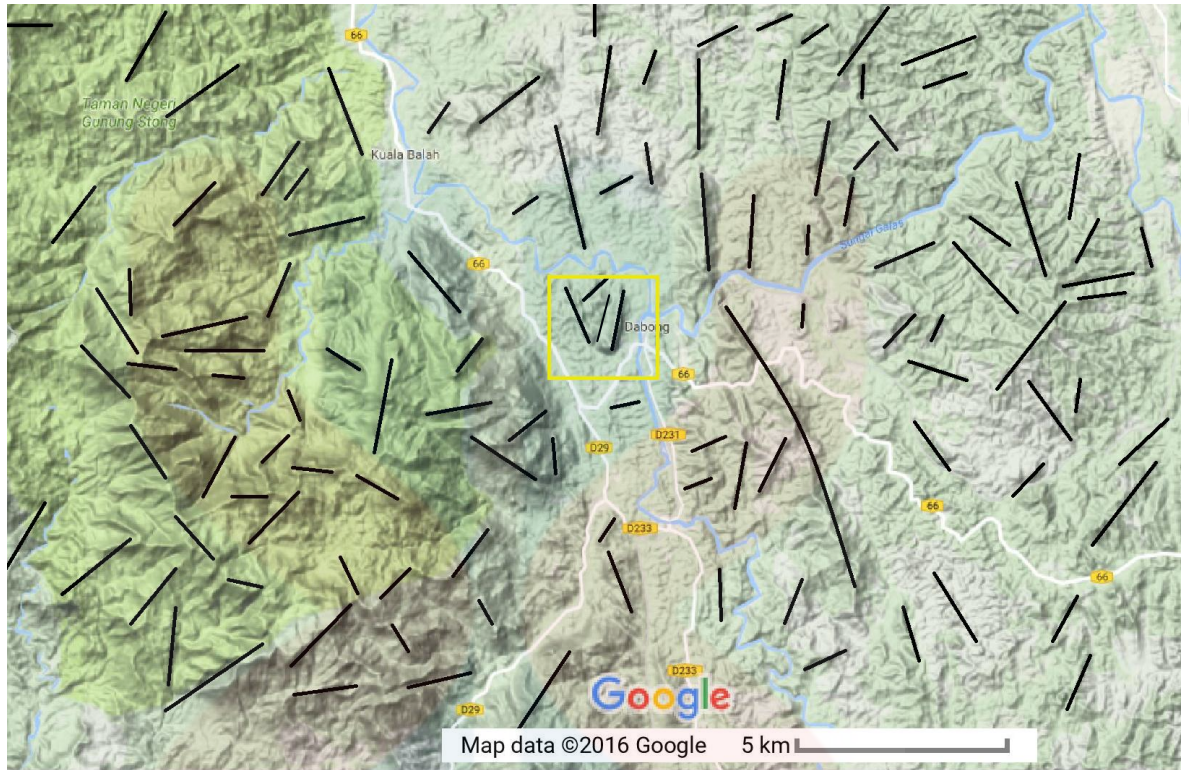 66
Taman Negeri
Gunung Stong
Kuala Balah
Sungai Galas
66
Dabong
66
D231
D29
66
D233
66
D233
Google
D29
Map data ©2016 Google 5 km